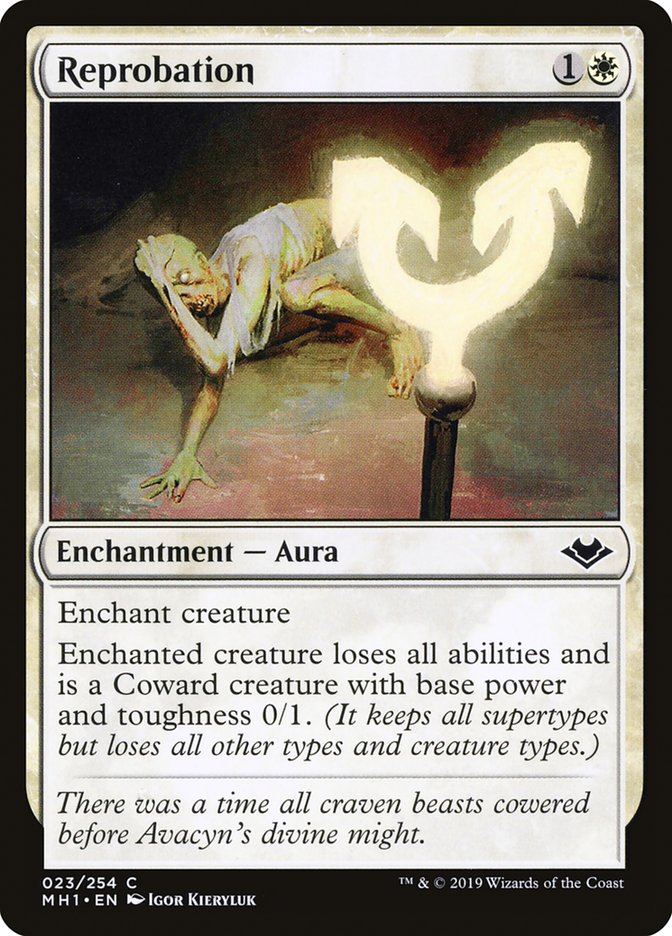 Reprobation 1
Enchantment — Aura
Enchant creature
Enchanted creature loses all abilities and
is a Coward creature with base power
and toughness 0/1. (It keeps all supertypes
but loses all other types and creature types.)
There was a time all craven beasts cowered
before Avacyn's divine might.
023/254 C
™ & © 2019 Wizards of the Coast
MH1 • EN Igor Kieryluk